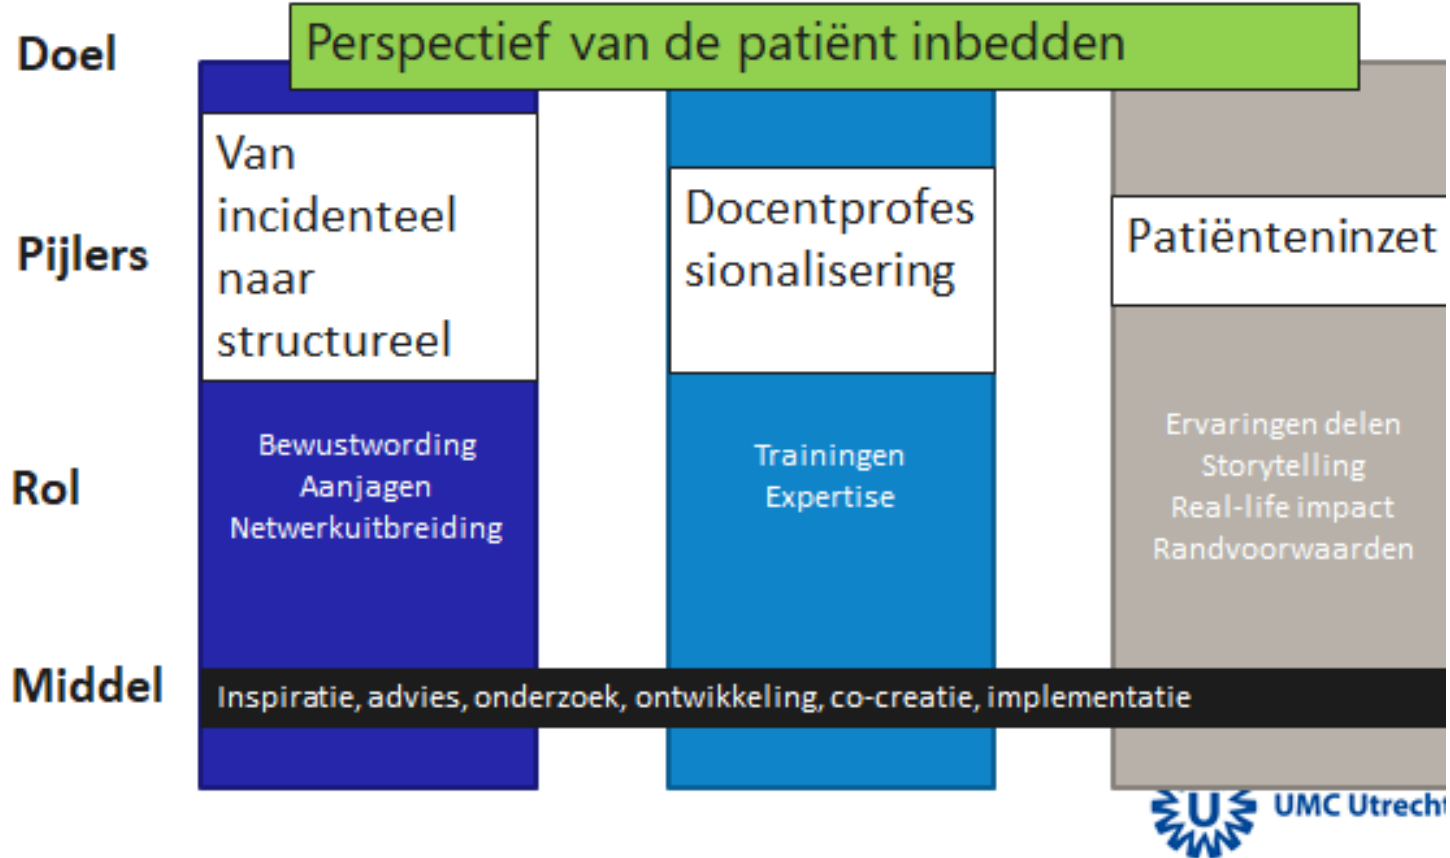 Doel
Perspectief van de patiënt inbedden
Pijlers
Van
incidenteel
naar
structureel
Docentprofes
sionalisering
Patiënteninzet
Rol
Bewustwording
Aanjagen
Netwerkuitbreiding
Trainingen
Expertise
Ervaringen delen
Storytelling
Real-life impact
Randvoorwaarden
Middel
Inspiratie, advies, onderzoek, ontwikkeling, co-creatie, implementatie
U
UMC Utrecht